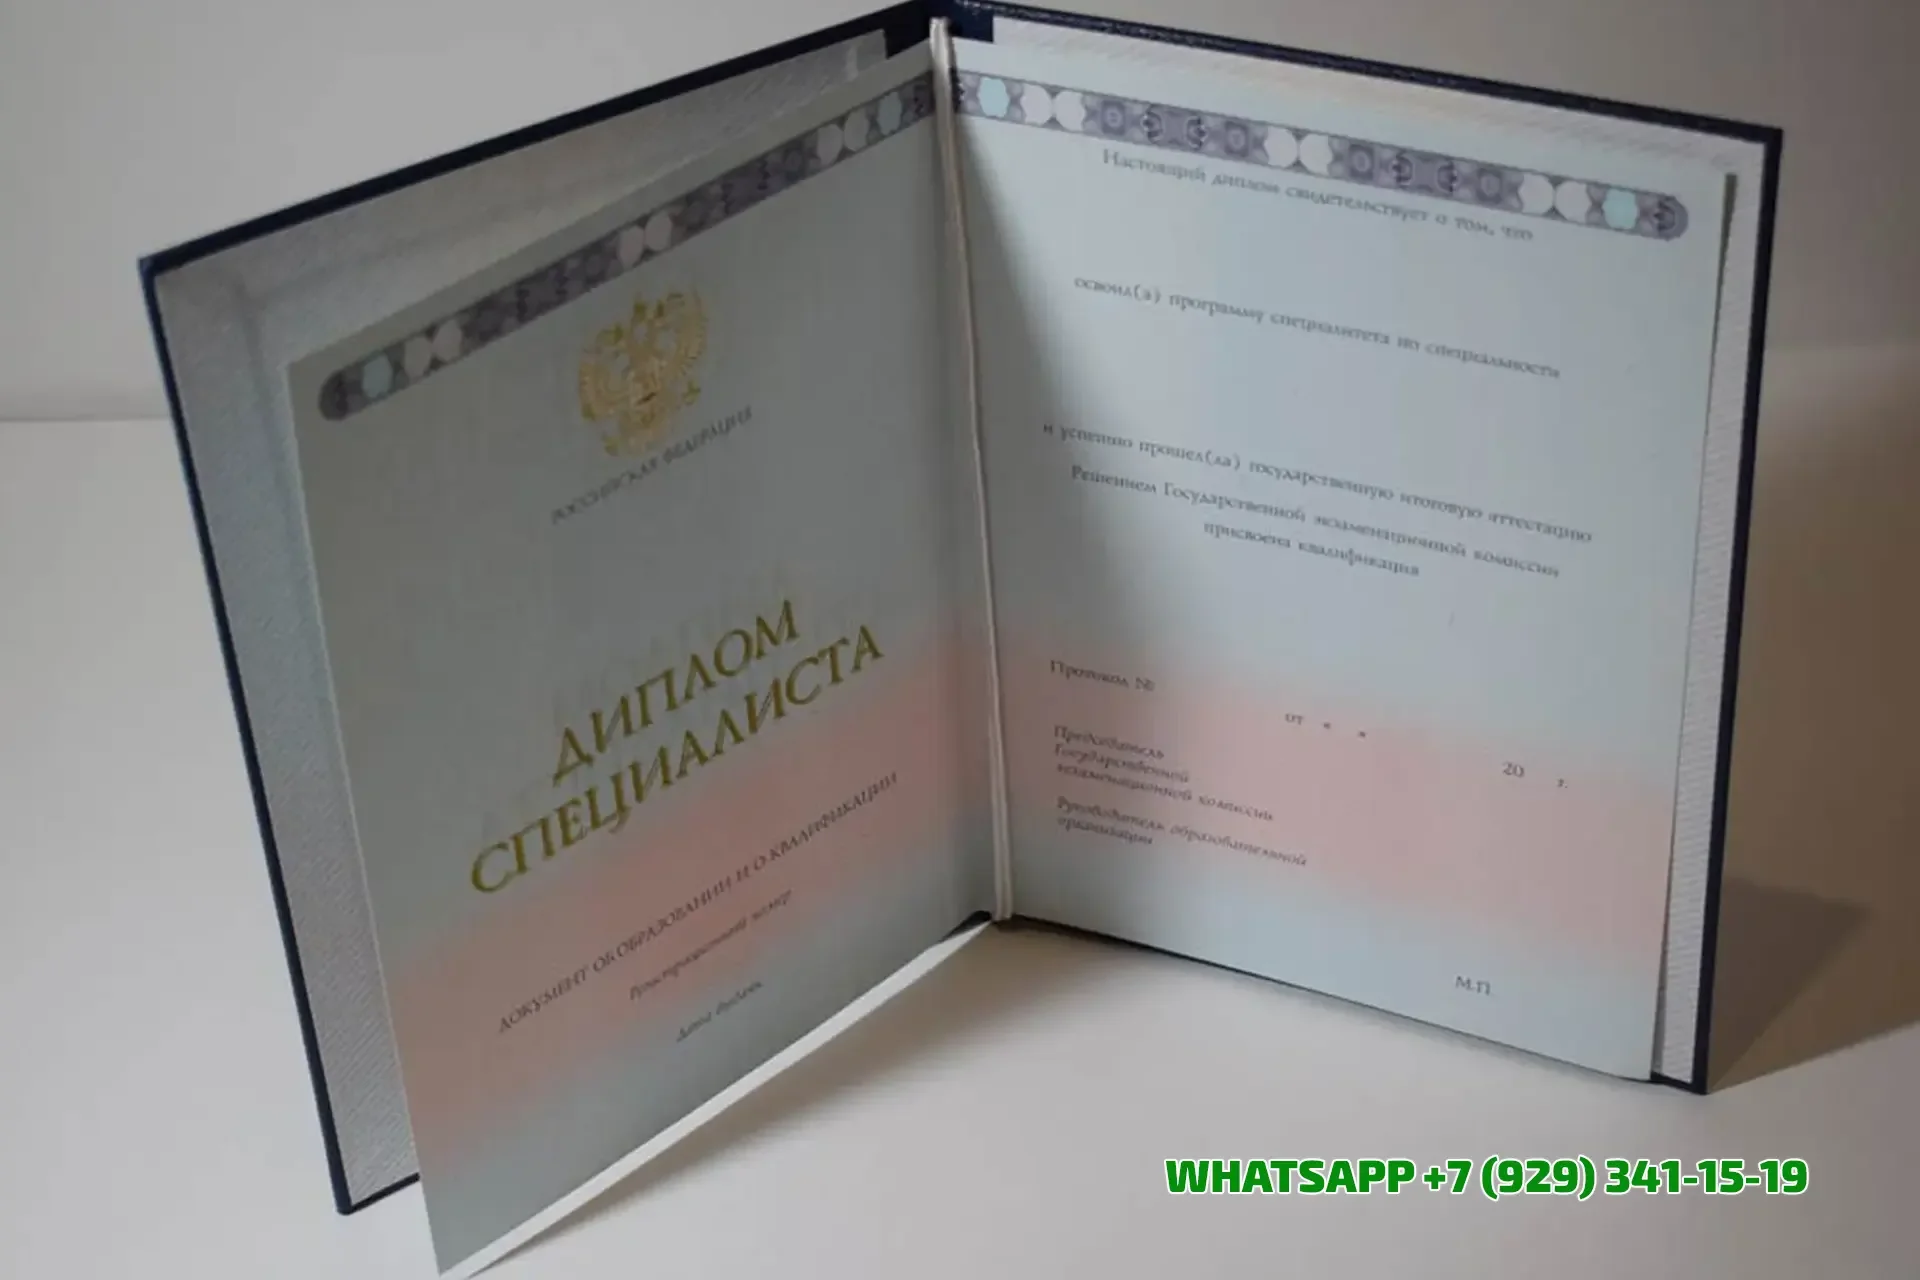 РОССИЙСКАЯ ФЕДЕРАЦИЯ
ДИПЛОМ
СПЕЦИАЛИСТА
ДОКУМЕНТ ОБ ОБРАЗОВАНИИ И О КВАЛИФИКАЦИИ
Регистрационный номер
Дата выдачи
Настоящий диплом свидетельствует о том, что
освоил(а) программу специалитета по специальности
и успешно прошел(ла) государственную итоговую аттестацию
Решением Государственной экзаменационной комиссии
присвоена квалификация
Протокол №
от « »
20 г.
Председатель
Государственной
экзаменационной комиссии
Руководитель образовательной
организации
М.П.
WHATSAPP +7 (929) 341-15-19